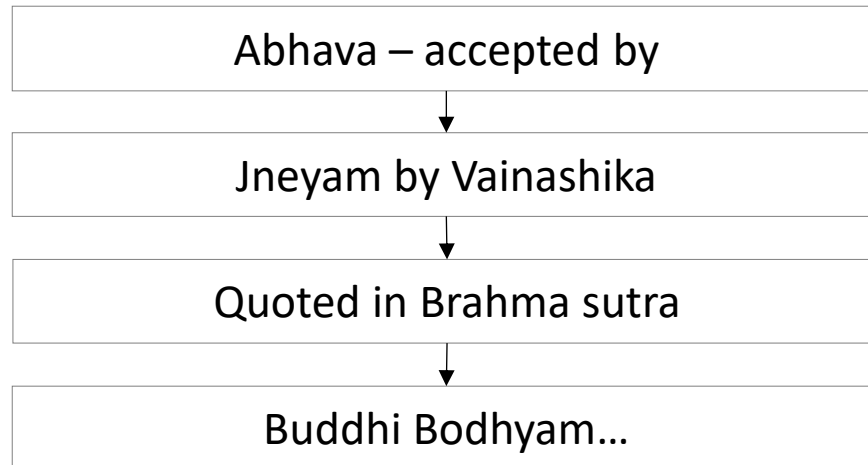 Abhava – accepted by
Jneyam by Vainashika
Quoted in Brahma sutra
Buddhi Bodhyam…